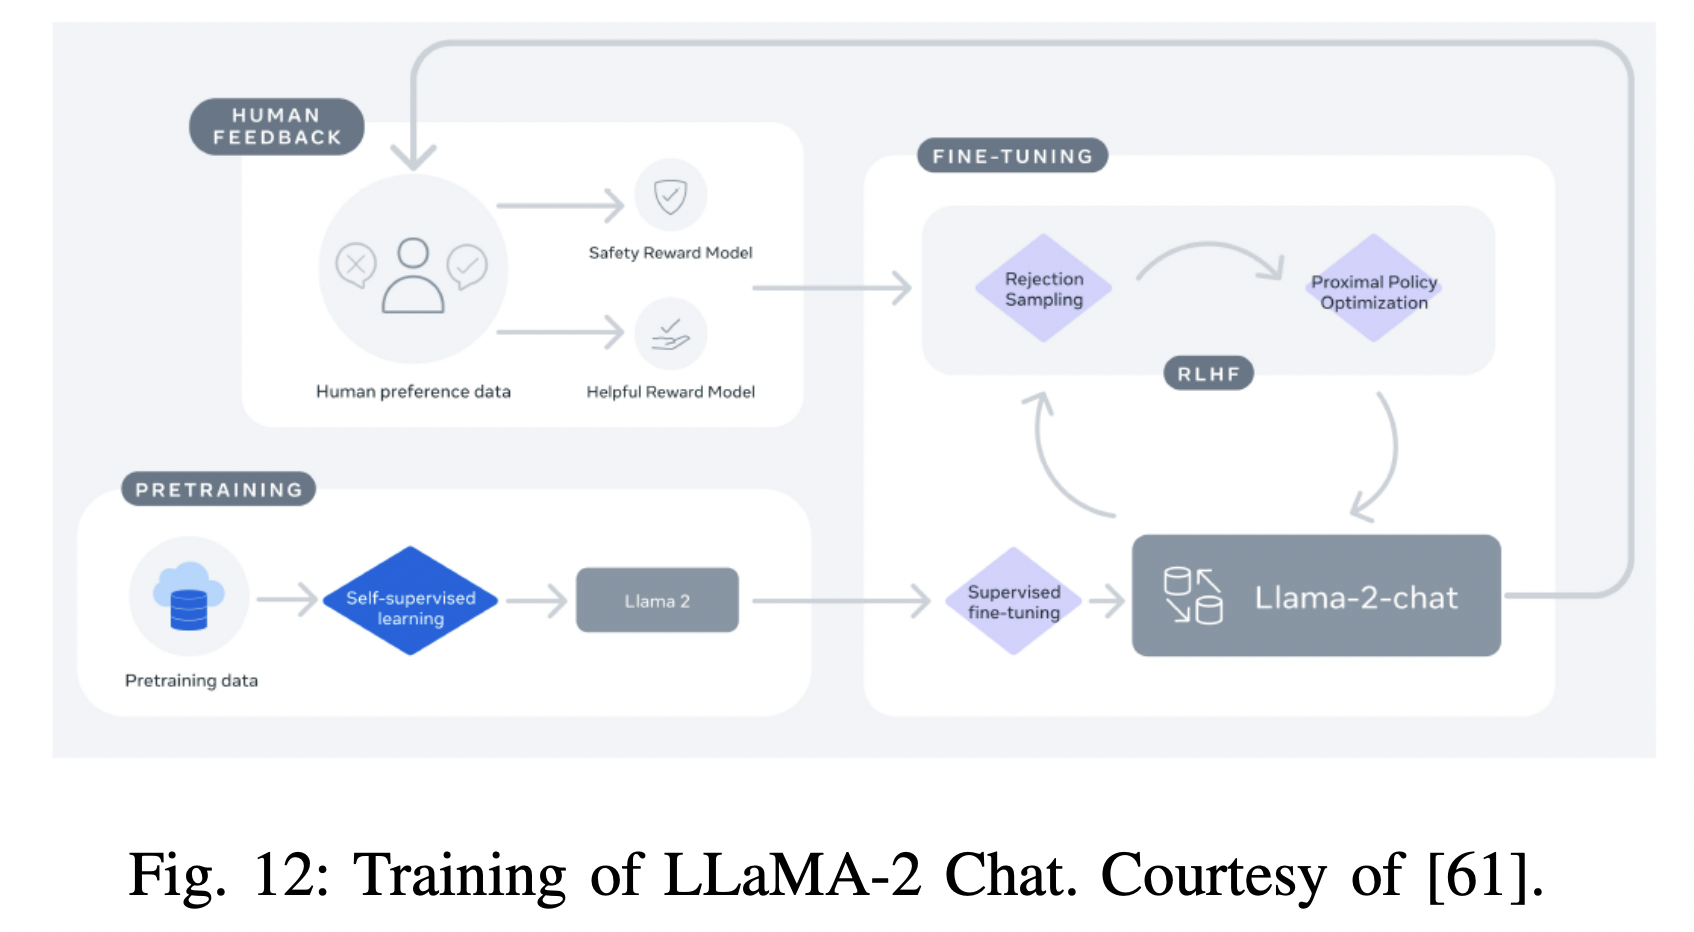 HUMAN
FEEDBACK
Safety Reward Model
Helpful Reward Model
Human preference data
FINE-TUNING
Rejection
Sampling
Proximal Policy
Optimization
RLHF
PRETRAINING
Pretraining data
Self-supervised
learning
Llama 2
Supervised
fine-tuning
Llama-2-chat
Fig. 12: Training of LLaMA-2 Chat. Courtesy of [61].